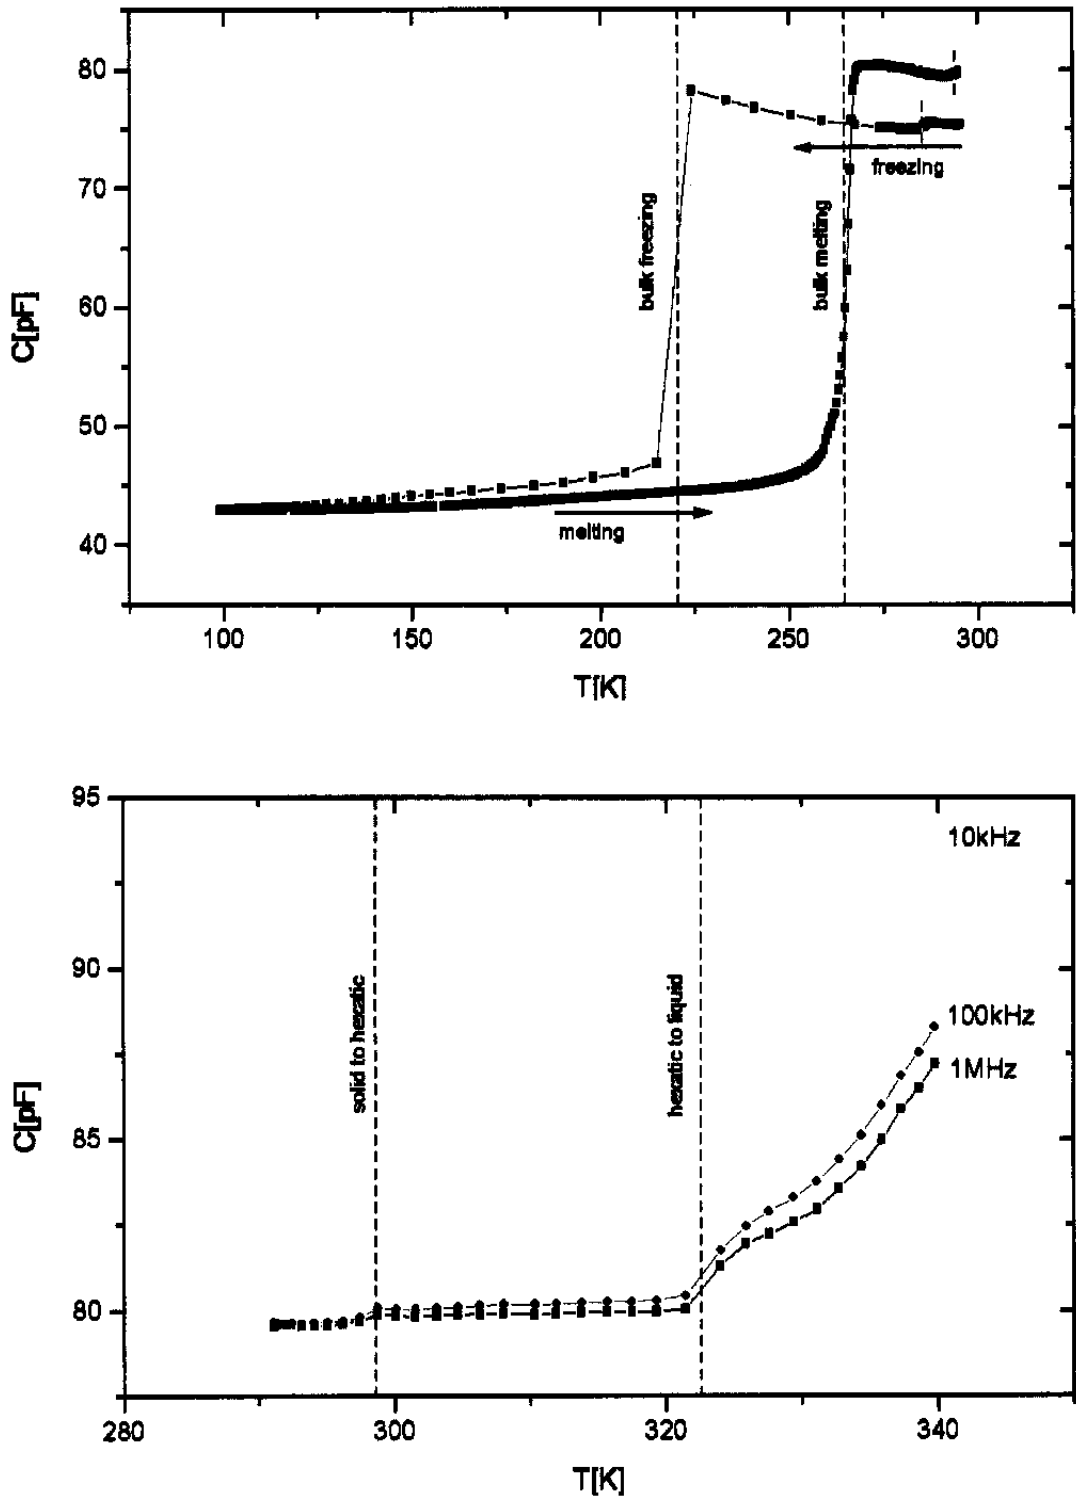 80
70
60
50
40
C[pF]
bulk freezing
bulk melting
freezing
melting
100
150
200
250
300
T[K]
95
90
85
80
C[pF]
solid to hexatic
hexatic to liquid
10kHz
100kHz
1MHz
280
300
320
340
T[K]